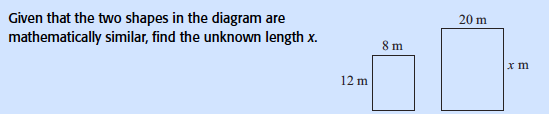 Given that the two shapes in the diagram are
mathematically similar, find the unknown length x.
8 m
12 m
20 m
x m